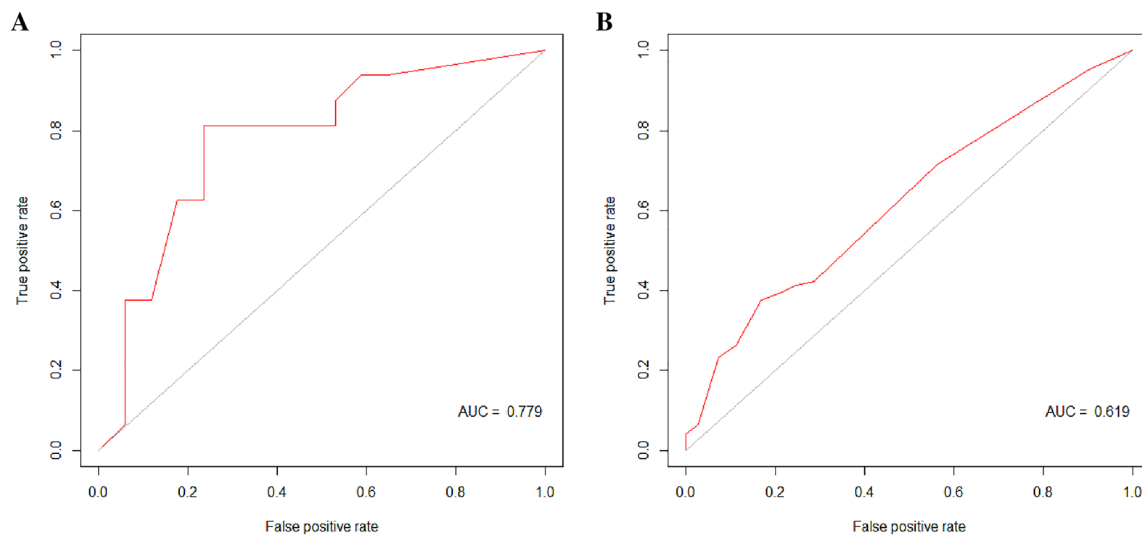 A
1.0
0.8
0.6
0.4
0.2
0.0
True positive rate
AUC = 0.779
0.0 0.2 0.4 0.6 0.8 1.0
False positive rate
B
1.0
0.8
0.6
0.4
0.2
0.0
True positive rate
AUC = 0.619
0.0 0.2 0.4 0.6 0.8 1.0
False positive rate